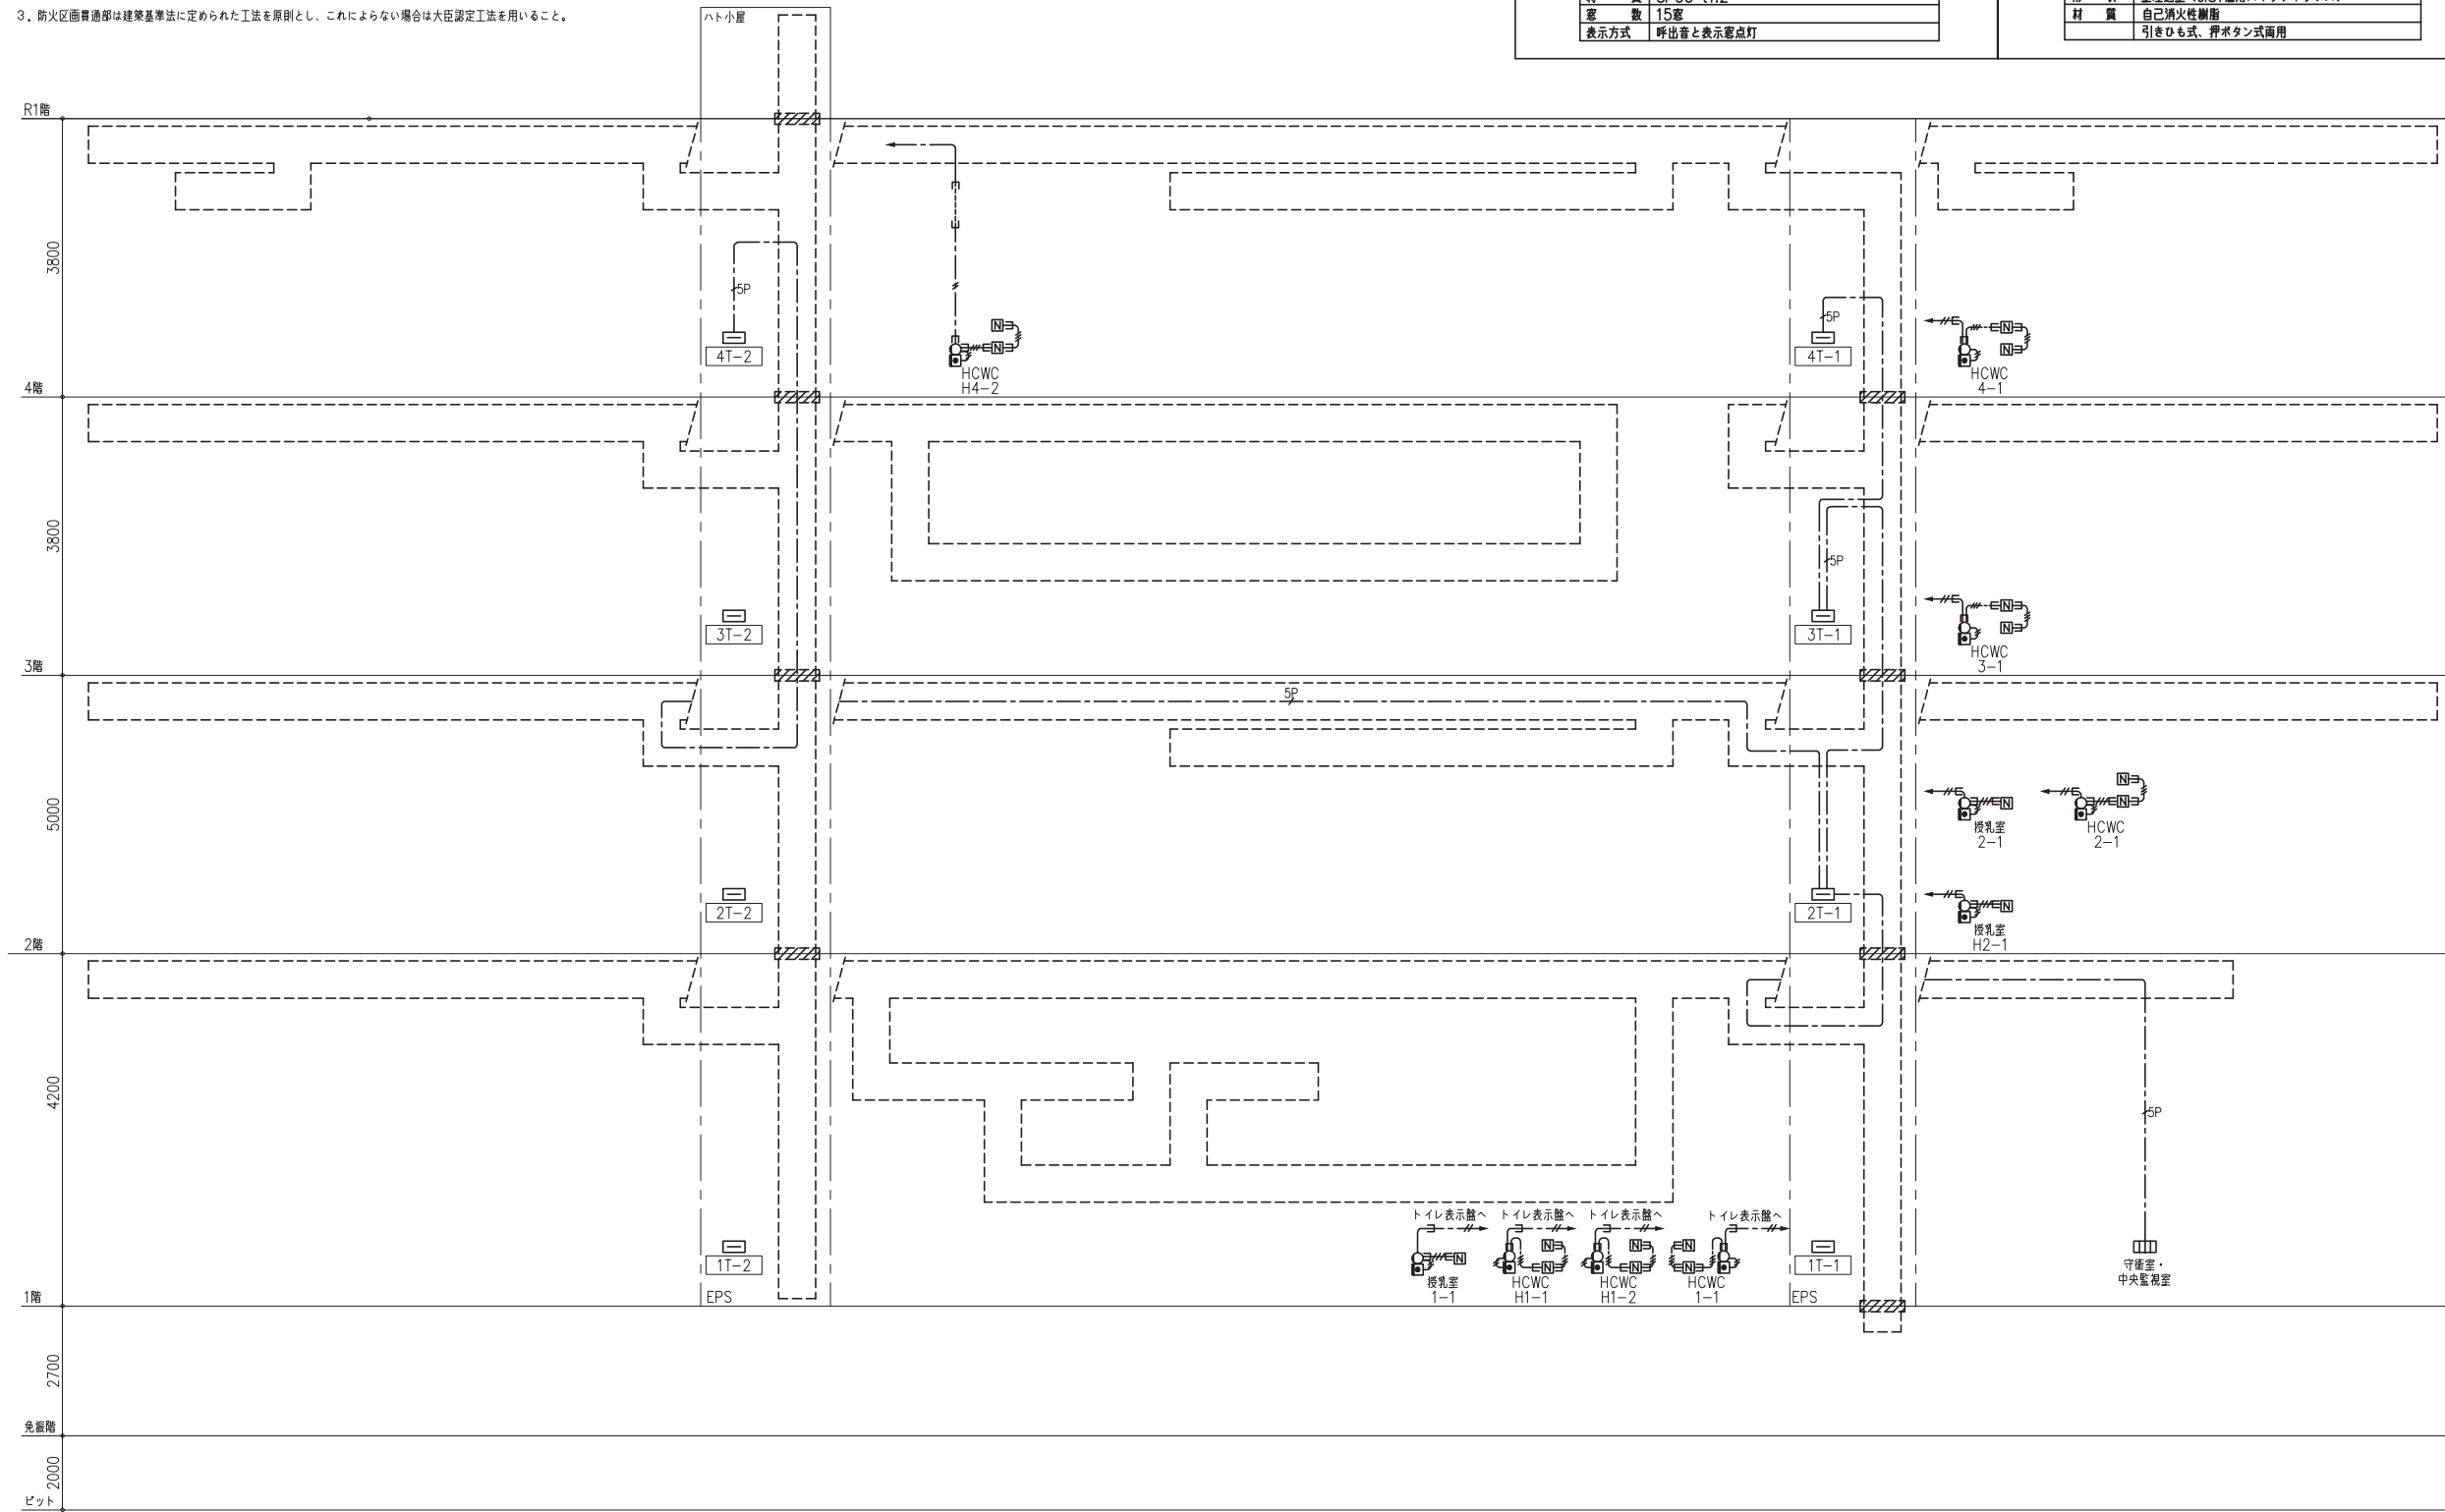 3．防火区画貫通部は建築基準法に定められた工法を原則とし、これによらない場合は大臣認定工法を用いること。
ハト小屋
窓　数 15窓
表示方式 呼出音と表示窓点灯
材　質 自己消火性樹脂
引きひも式、押ボタン式両用
R1階
3800
5P
4T-2
HCWC
H4-2
5P
4T-1
HCWC
4-1
4階
3800
3T-2
5P
3T-1
HCWC
3-1
3階
5P
5000
2T-2
2T-1
授乳室
2-1
HCWC
2-1
授乳室
H2-1
2階
4200
5P
トイレ表示盤へ
トイレ表示盤へ
トイレ表示盤へ
トイレ表示盤へ
1T-2
授乳室
1-1
HCWC
H1-1
HCWC
H1-2
HCWC
1-1
1T-1
守衛室・
中央監視室
EPS
EPS
1階
2700
免振階
2000
ピット